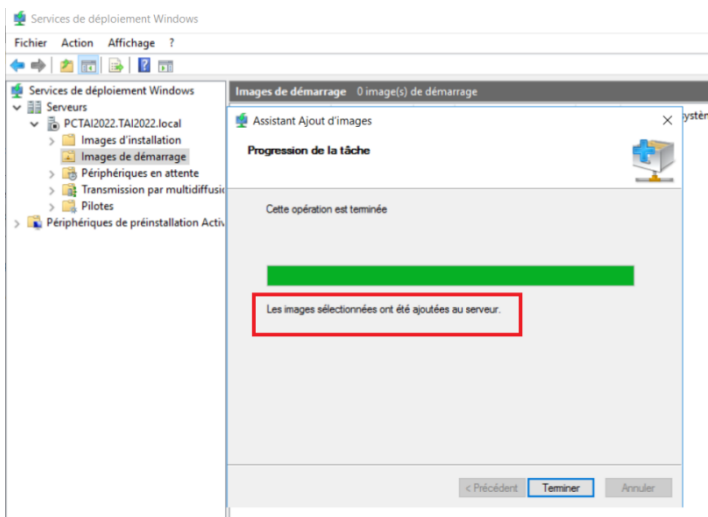 Services de déploiement Windows
Fichier Action Affichage ?
Services de déploiement Windows
Serveurs
PCTAI2022.TAI2022.local
Images d'installation
Images de démarrage
Périphériques en attente
Transmission par multidiffusi
Pilotes
Périphériques de préinstallation Activ
Images de démarrage 0 image(s) de démarrage
Assistant Ajout d'images
Progression de la tâche
Cette opération est terminée
Les images sélectionnées ont été ajoutées au serveur.
< Précédent Terminer Annuler